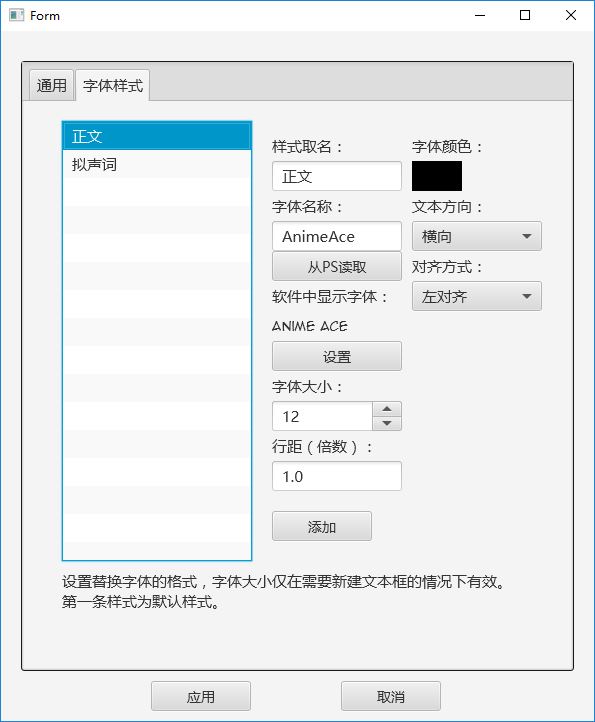 Form
通用
字体样式
正文
拟声词
样式取名：
字体颜色：
正文
字体名称：
文本方向：
AnimeAce
横向
从PS读取
对齐方式：
软件中显示字体：
左对齐
ANIME ACE
设置
字体大小：
12
行距（倍数）：
1.0
添加
设置替换字体的格式，字体大小仅在需要新建文本框的情况下有效。
第一条样式为默认样式。
应用
取消